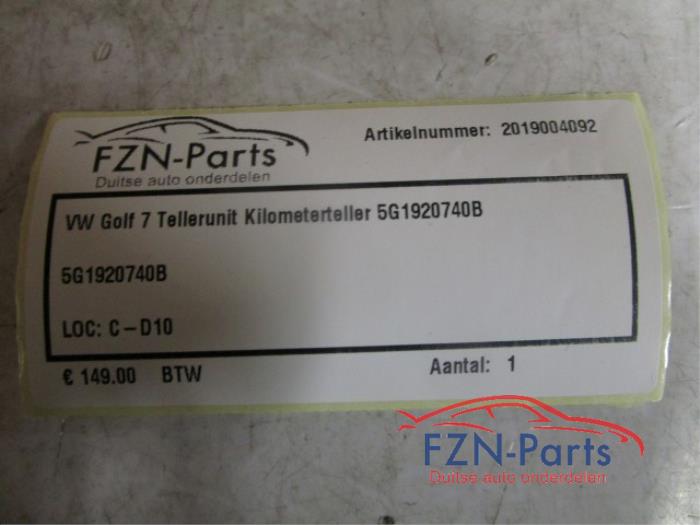 FZN-Parts
Duitse auto onderdelen
Artikelnummer: 2019004092
VW Golf 7 Tellerunit Kilometerteller 5G1920740B
5G1920740B
LOC: C-D10
€ 149.00 BTW
Aantal: 1
FZN-Parts
Duitse auto onderdelen